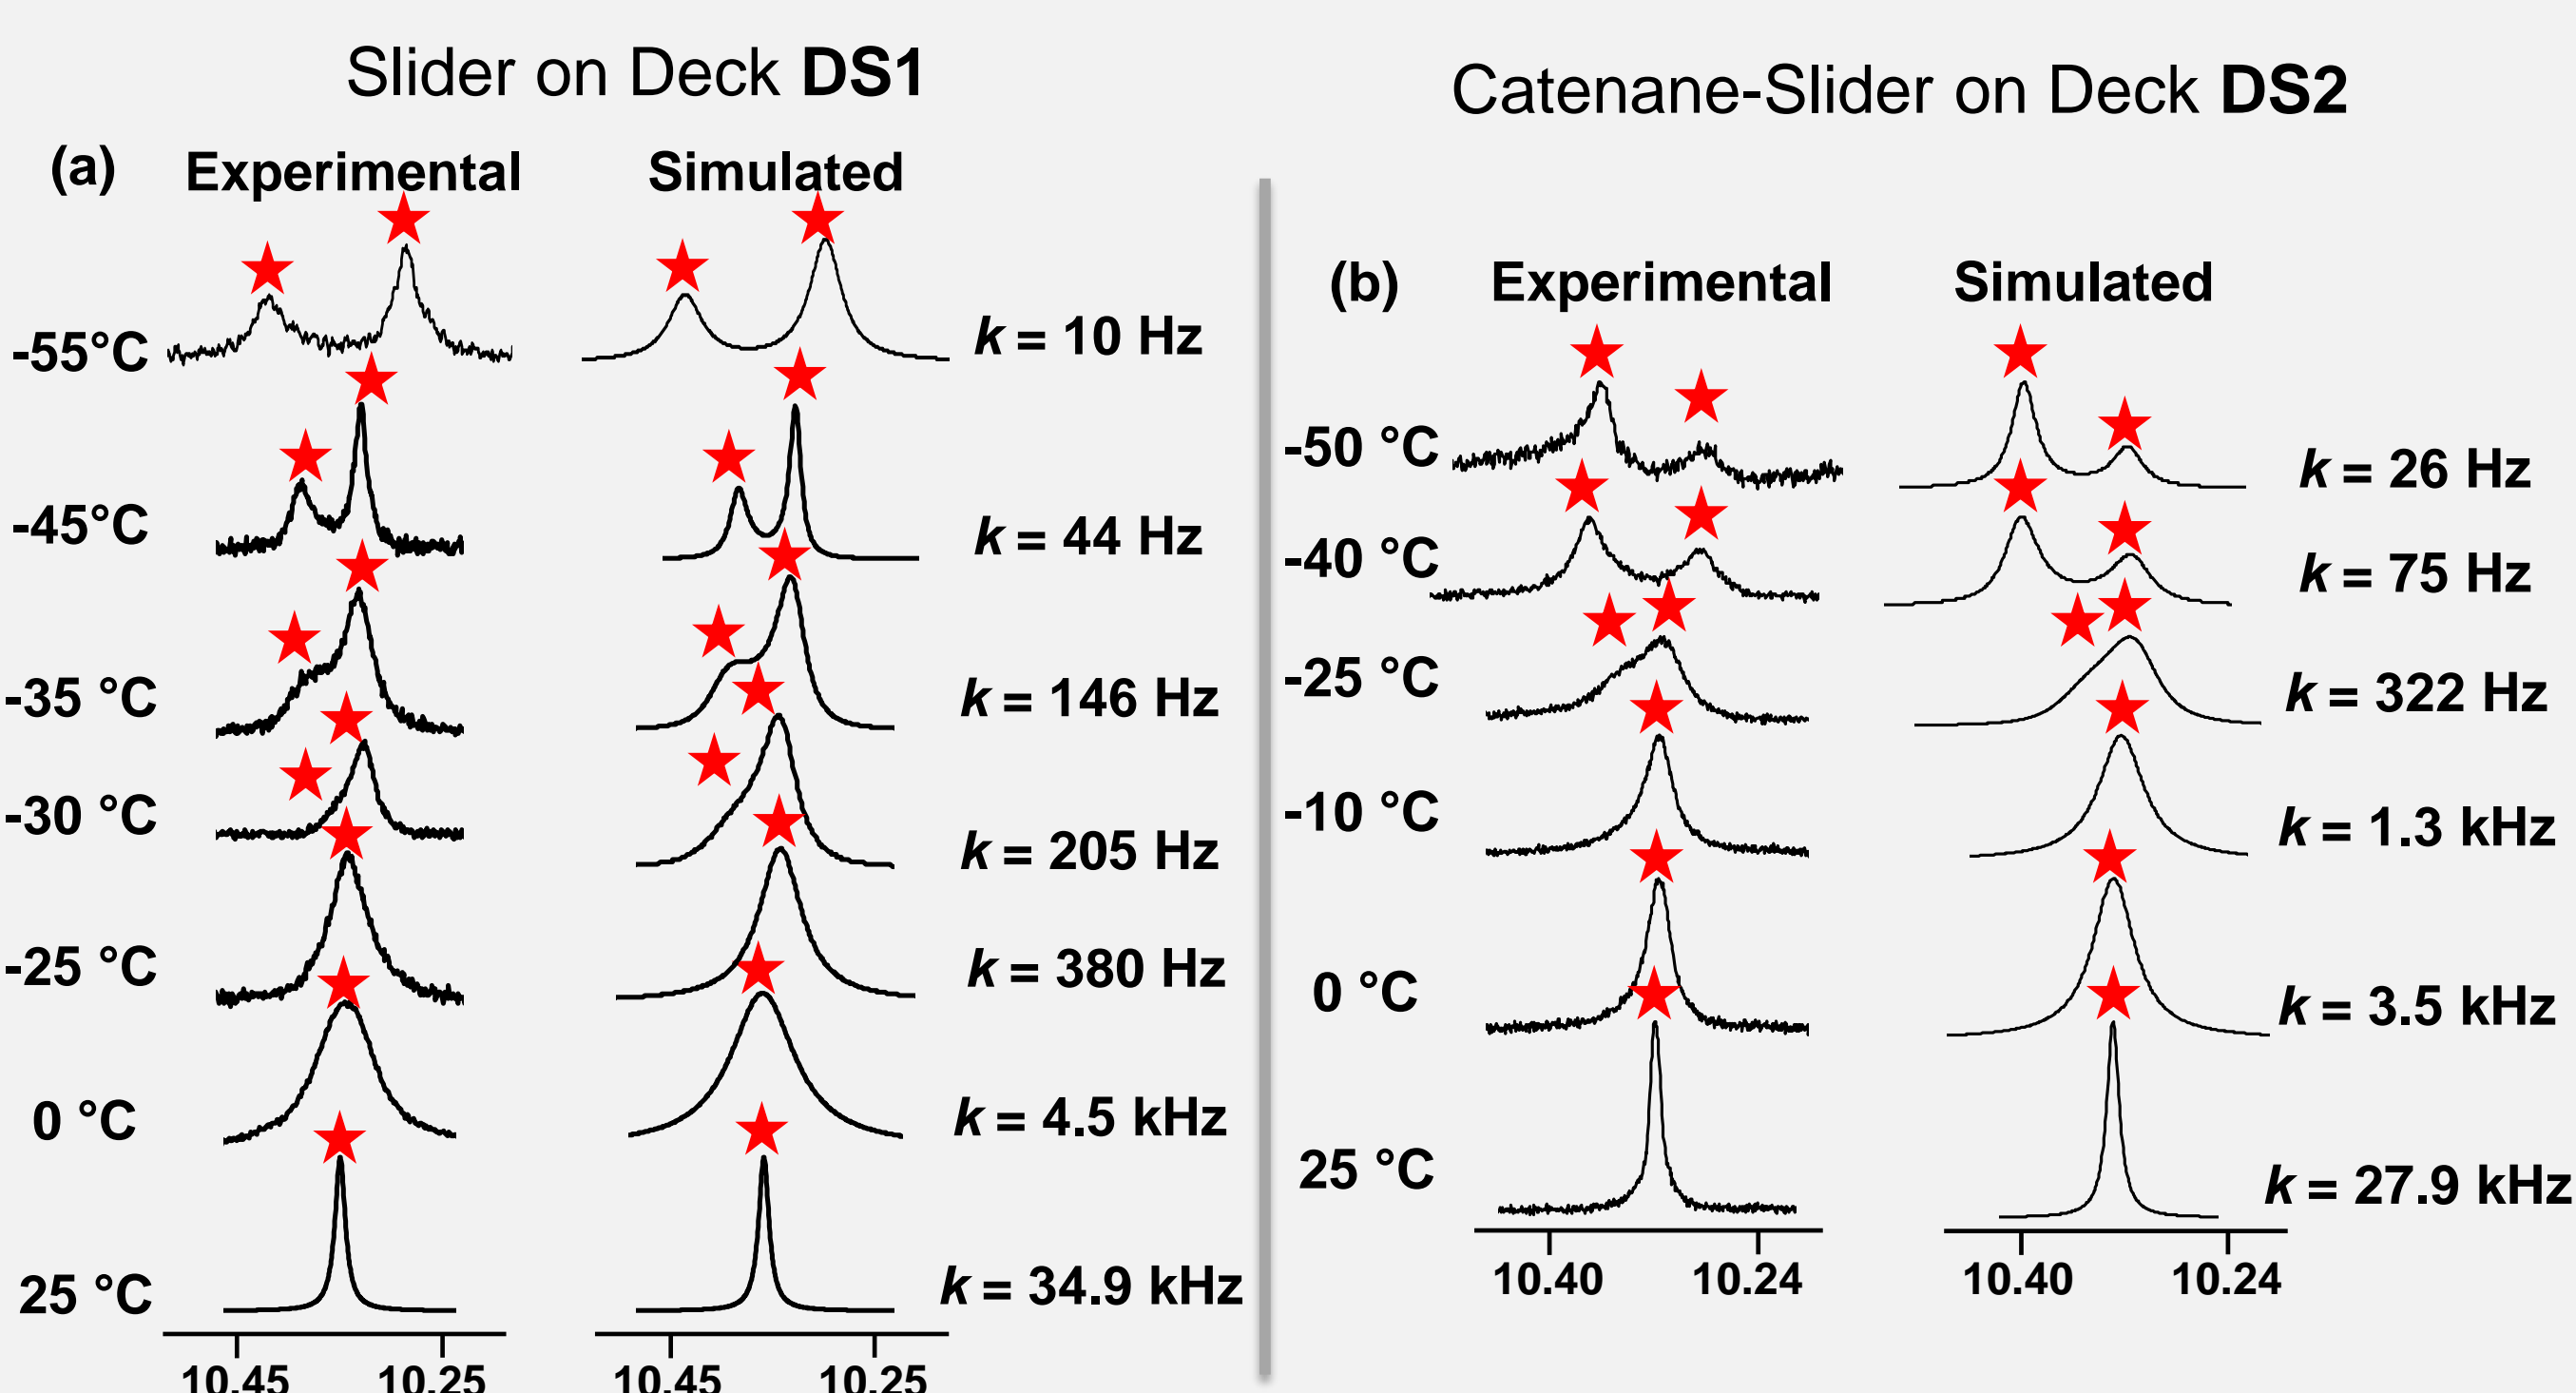 Slider on Deck DS1
(a) Experimental Simulated
-55°C k = 10 Hz
-45°C k = 44 Hz
-35 °C k = 146 Hz
-30 °C k = 205 Hz
-25 °C k = 380 Hz
0 °C k = 4.5 kHz
25 °C k = 34.9 kHz
10.45 10.25 10.45 10.25
Catenane-Slider on Deck DS2
(b) Experimental Simulated
-50 °C k = 26 Hz
-40 °C k = 75 Hz
-25 °C k = 322 Hz
-10 °C k = 1.3 kHz
0 °C k = 3.5 kHz
25 °C k = 27.9 kHz
10.40 10.24 10.40 10.24